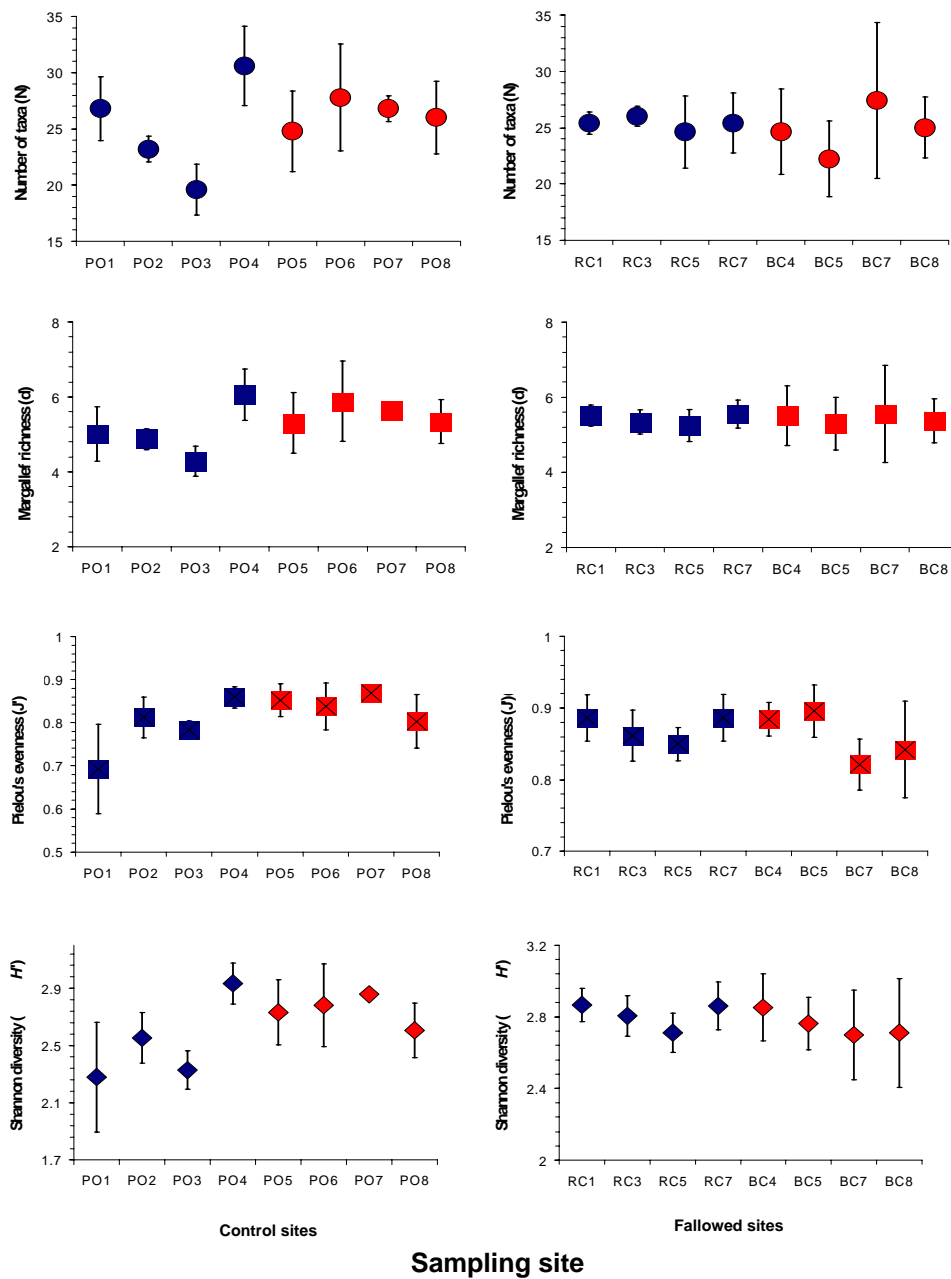 Number of taxa (N)
35
30
25
20
15
PO1 PO2 PO3 PO4 PO5 PO6 PO7 PO8
Number of taxa (N)
35
30
25
20
15
RC1 RC3 RC5 RC7 BC4 BC5 BC7 BC8
Margallef richness (d)
8
6
4
2
PO1 PO2 PO3 PO4 PO5 PO6 PO7 PO8
Margallef richness (d)
8
6
4
2
RC1 RC3 RC5 RC7 BC4 BC5 BC7 BC8
Pielou's evenness (J')
1
0.9
0.8
0.7
0.6
0.5
PO1 PO2 PO3 PO4 PO5 PO6 PO7 PO8
Pielou's evenness (J')(
1
0.9
0.8
0.7
RC1 RC3 RC5 RC7 BC4 BC5 BC7 BC8
Shannon diversity ( H')
2.9
2.5
2.1
1.7
PO1 PO2 PO3 PO4 PO5 PO6 PO7 PO8
Shannon diversity ( H')
3.2
2.8
2.4
2
RC1 RC3 RC5 RC7 BC4 BC5 BC7 BC8
Control sites
Fallowed sites
Sampling site